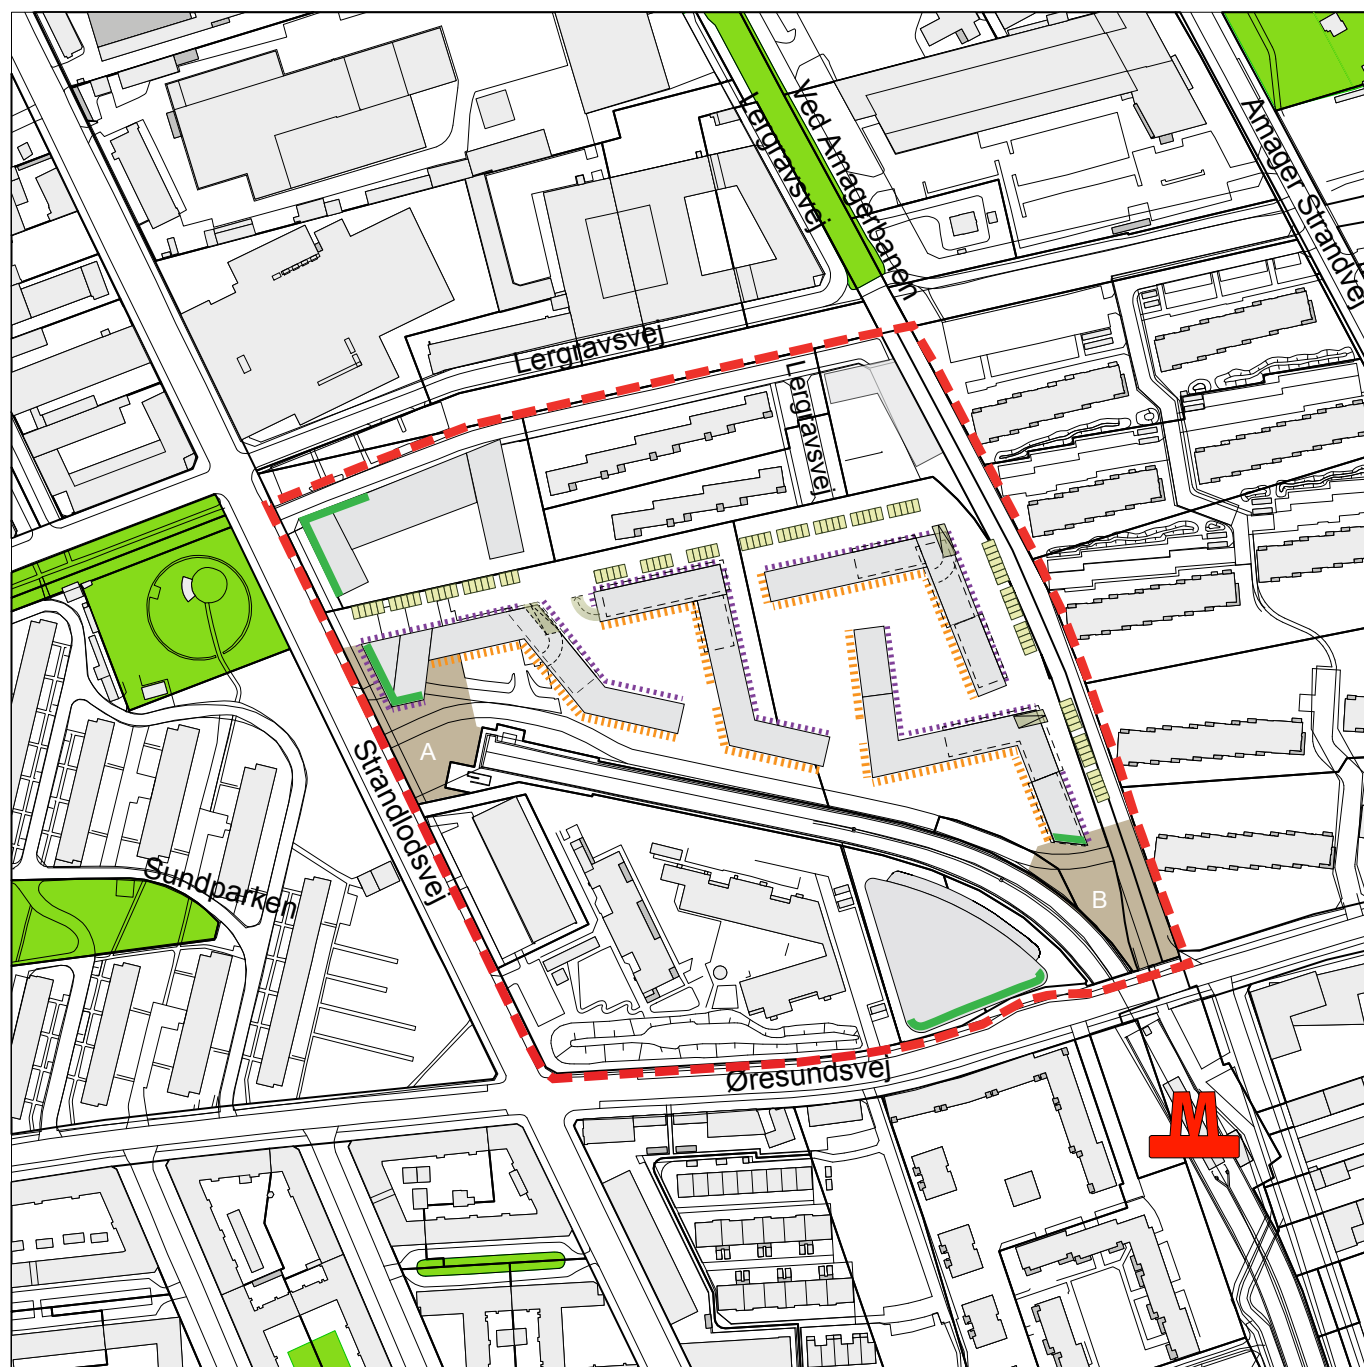 Lergravsvej
Ved Amagerbanen
Amager Strandvej
Lergravsvej
Lergravsvej
A
Strandlodsvej
Sundparken
B
Øresundsvej
M